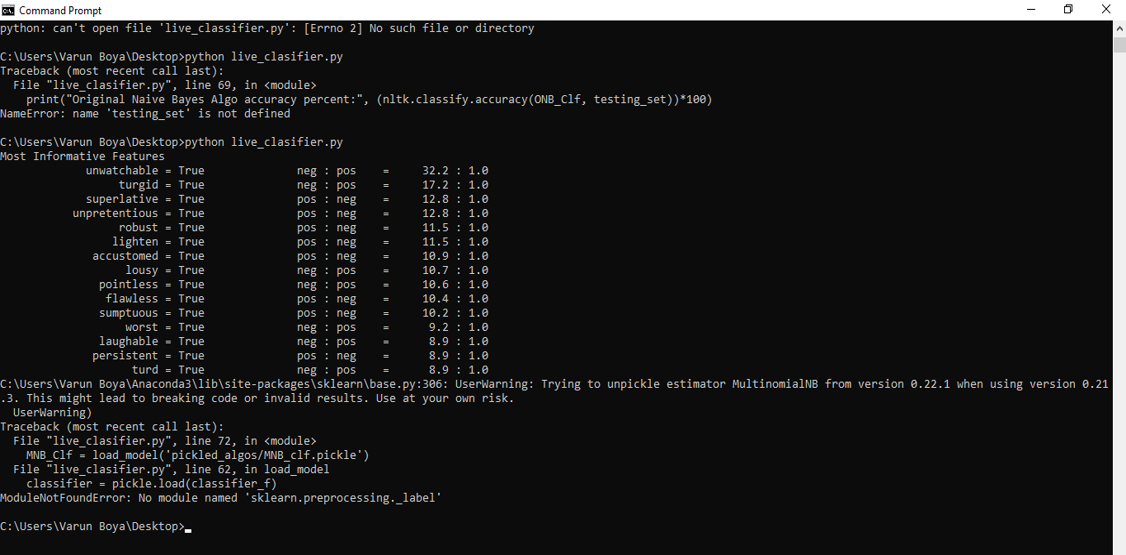 Command Prompt
python: can't open file 'live_classifier.py': [Errno 2] No such file or directory
C:\Users\Varun Boya\Desktop>python live_clasifier.py
Traceback (most recent call last):
  File "live_clasifier.py", line 69, in <module>
    print("Original Naive Bayes Algo accuracy percent:", (nltk.classify.accuracy(ONB_Clf, testing_set))*100)
NameError: name 'testing_set' is not defined
C:\Users\Varun Boya\Desktop>python live_clasifier.py
Most Informative Features
unwatchable = True neg : pos = 32.2 : 1.0
turgid = True neg : pos = 17.2 : 1.0
superlative = True pos : neg = 12.8 : 1.0
unpretentious = True pos : neg = 12.8 : 1.0
robust = True pos : neg = 11.5 : 1.0
lighten = True pos : neg = 11.5 : 1.0
accustomed = True pos : neg = 10.9 : 1.0
lousy = True neg : pos = 10.7 : 1.0
pointless = True neg : pos = 10.6 : 1.0
flawless = True pos : neg = 10.4 : 1.0
sumptuous = True pos : neg = 10.2 : 1.0
worst = True neg : pos = 9.2 : 1.0
laughable = True neg : pos = 8.9 : 1.0
persistent = True pos : neg = 8.9 : 1.0
turd = True neg : pos = 8.9 : 1.0
C:\Users\Varun Boya\Anaconda3\lib\site-packages\sklearn\base.py:306: UserWarning: Trying to unpickle estimator MultinomialNB from version 0.22.1 when using version 0.21
.3. This might lead to breaking code or invalid results. Use at your own risk.
  UserWarning)
Traceback (most recent call last):
  File "live_clasifier.py", line 72, in <module>
    MNB_Clf = load_model('pickled_algos/MNB_clf.pickle')
  File "live_clasifier.py", line 62, in load_model
    classifier = pickle.load(classifier_f)
ModuleNotFoundError: No module named 'sklearn.preprocessing._label'
C:\Users\Varun Boya\Desktop>